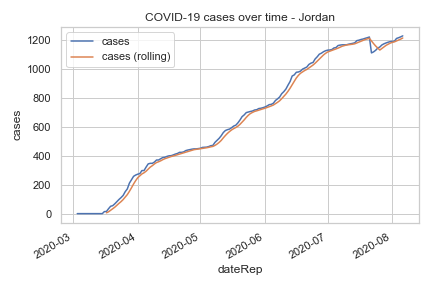 COVID-19 cases over time - Jordan
cases
cases (rolling)
1200
1000
800
600
400
200
0
cases
2020-03
2020-04
2020-05
2020-06
2020-07
2020-08
dateRep